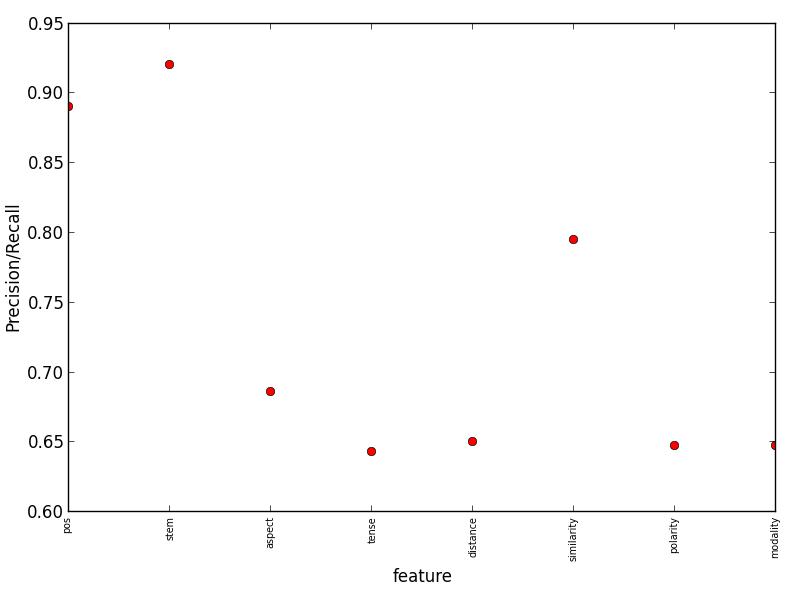 0.95
0.90
0.85
0.80
0.75
0.70
0.65
0.60
Precision/Recall
pos
stem
aspect
tense
distance
similarity
polarity
modality
feature